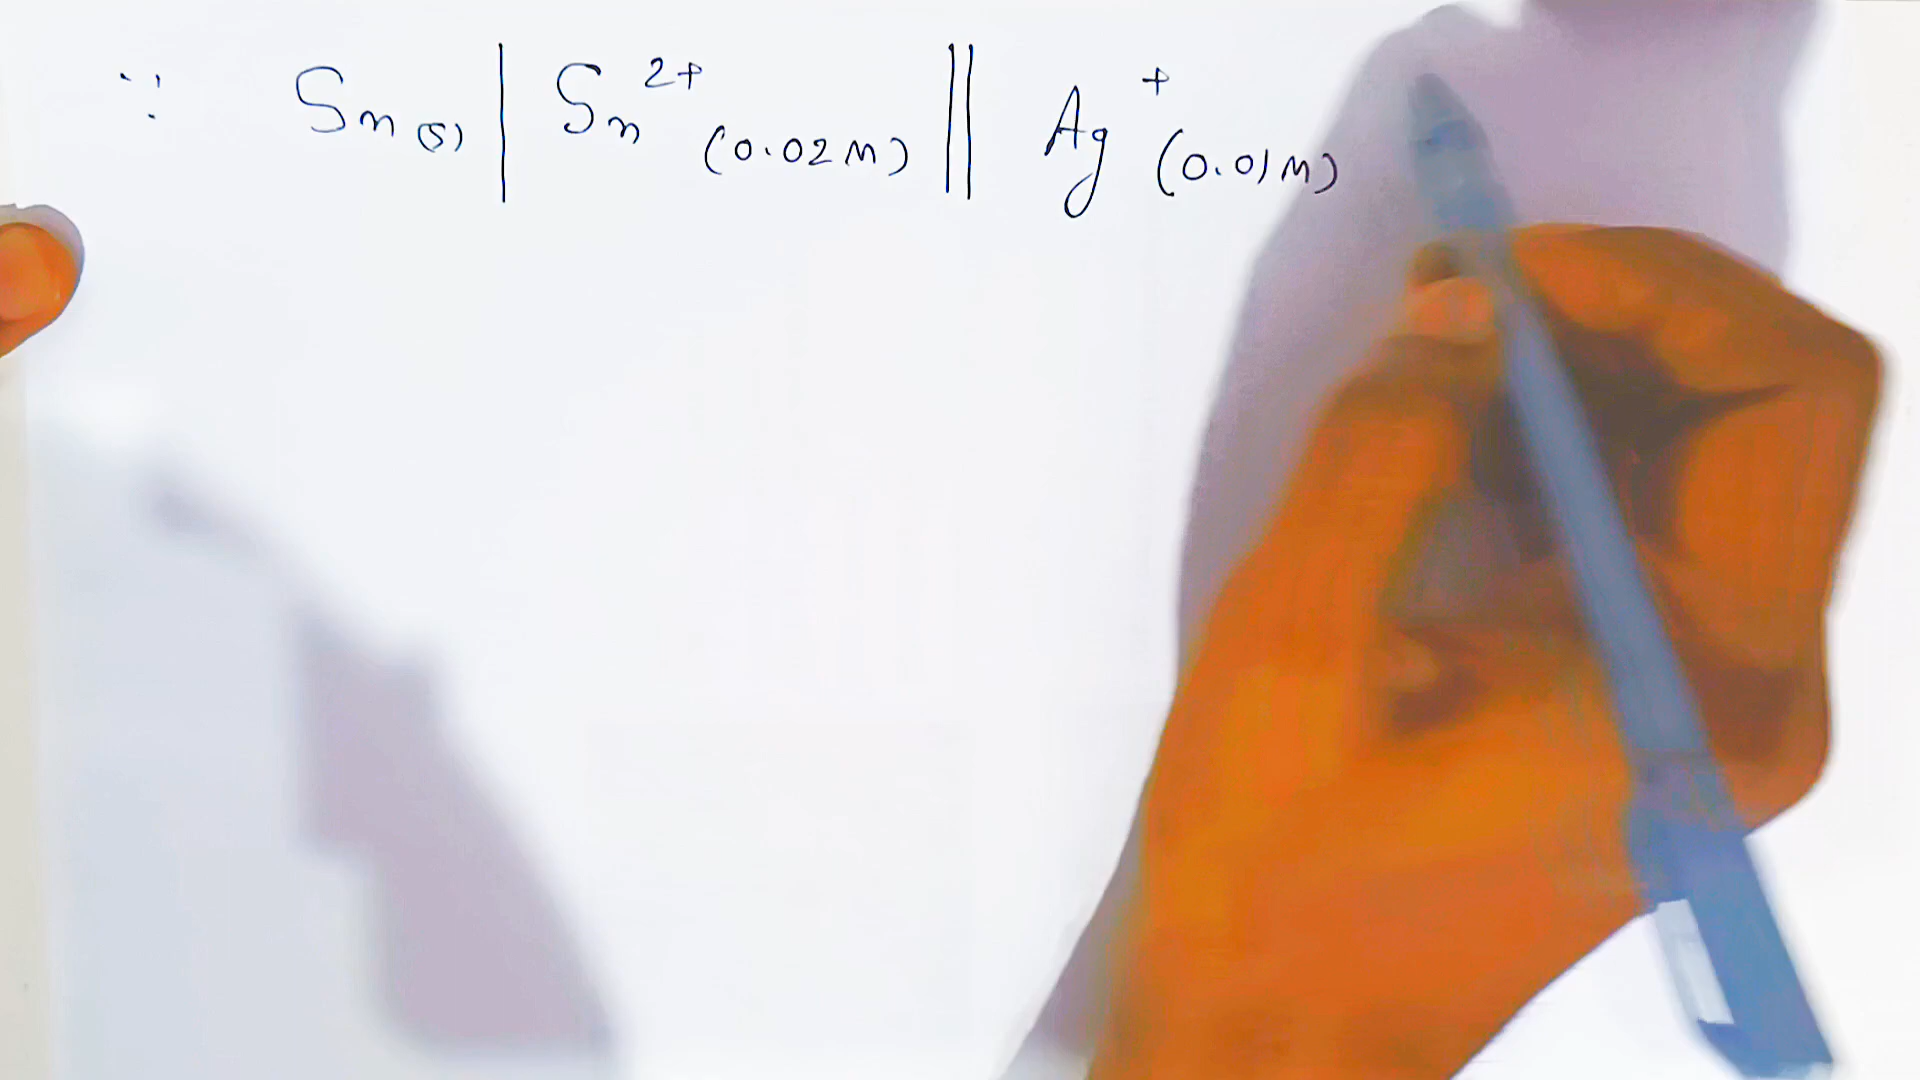 ∵ Sn(s) | Sn²⁺(0.02M) || Ag⁺(0.01M)